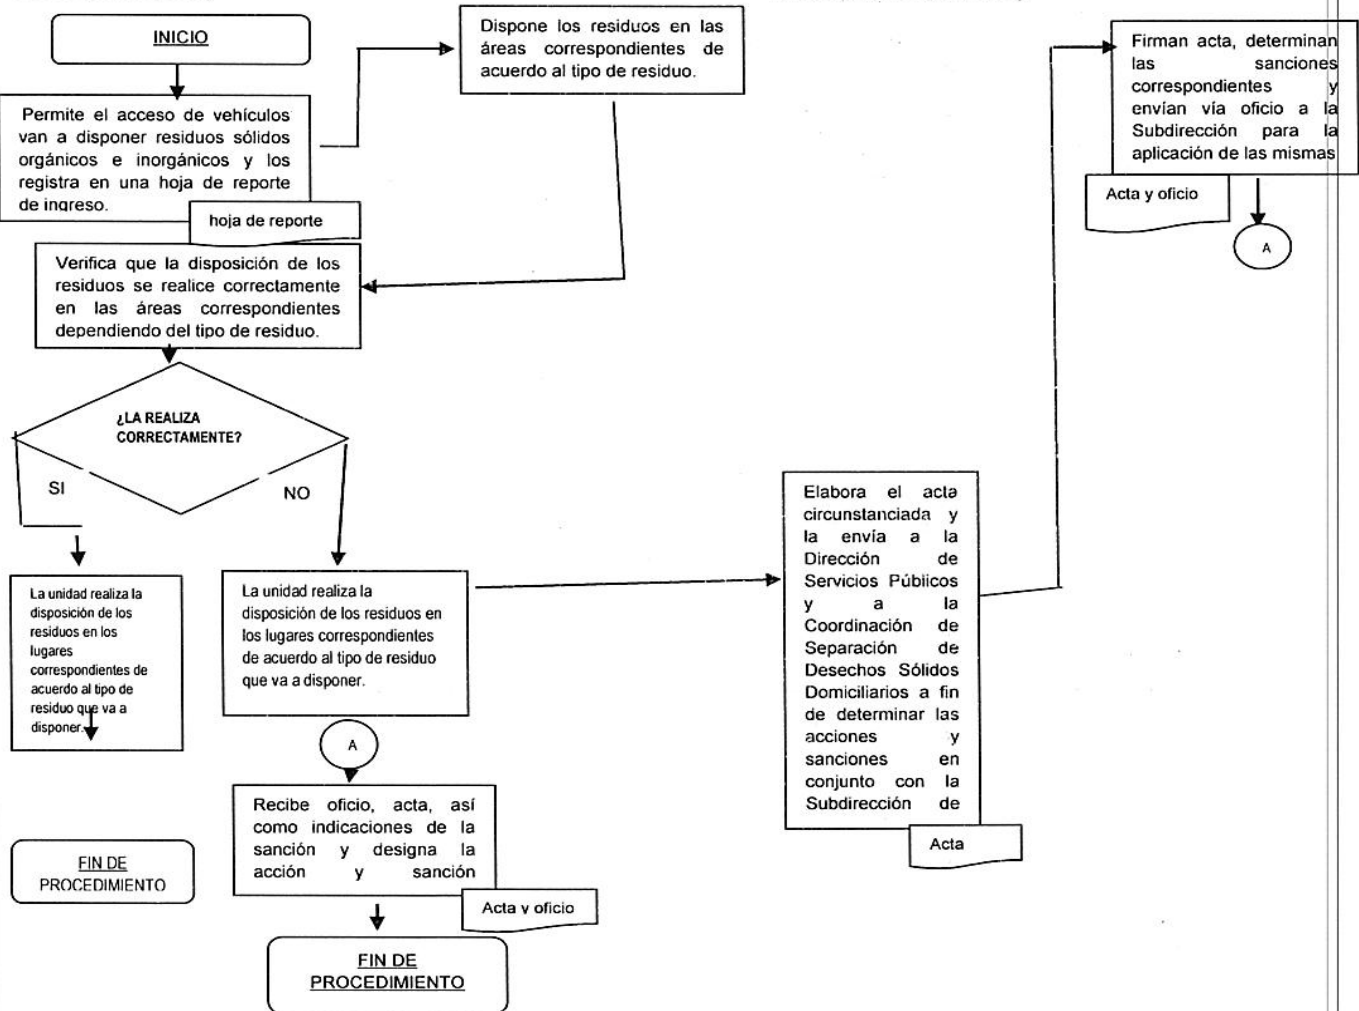 INICIO
Permite el acceso de vehículos
van a disponer residuos sólidos
orgánicos e inorgánicos y los
registra en una hoja de reporte
de ingreso.
hoja de reporte
Dispone los residuos en las
áreas correspondientes de
acuerdo al tipo de residuo.
Verifica que la disposición de los
residuos se realice correctamente
en las áreas correspondientes
dependiendo del tipo de residuo.
¿LA REALIZA
CORRECTAMENTE?
SI
NO
La unidad realiza la
disposición de los
residuos en los
lugares
correspondientes de
acuerdo al tipo de
residuo que va a
disponer.
FIN DE
PROCEDIMIENTO
La unidad realiza la
disposición de los residuos en
los lugares correspondientes
de acuerdo al tipo de residuo
que va a disponer.
Elabora el acta
circunstanciada y
la envía a la
Dirección de
Servicios Públicos
y a la
Coordinación de
Separación de
Desechos Sólidos
Domiciliarios a fin
de determinar las
acciones y
sanciones en
conjunto con la
Subdirección de
Acta
Firman acta, determinan
las sanciones
correspondientes y
envían vía oficio a la
Subdirección para la
aplicación de las mismas
Acta y oficio
A
A
Recibe oficio, acta, así
como indicaciones de la
sanción y designa la
acción y sanción
Acta y oficio
FIN DE
PROCEDIMIENTO